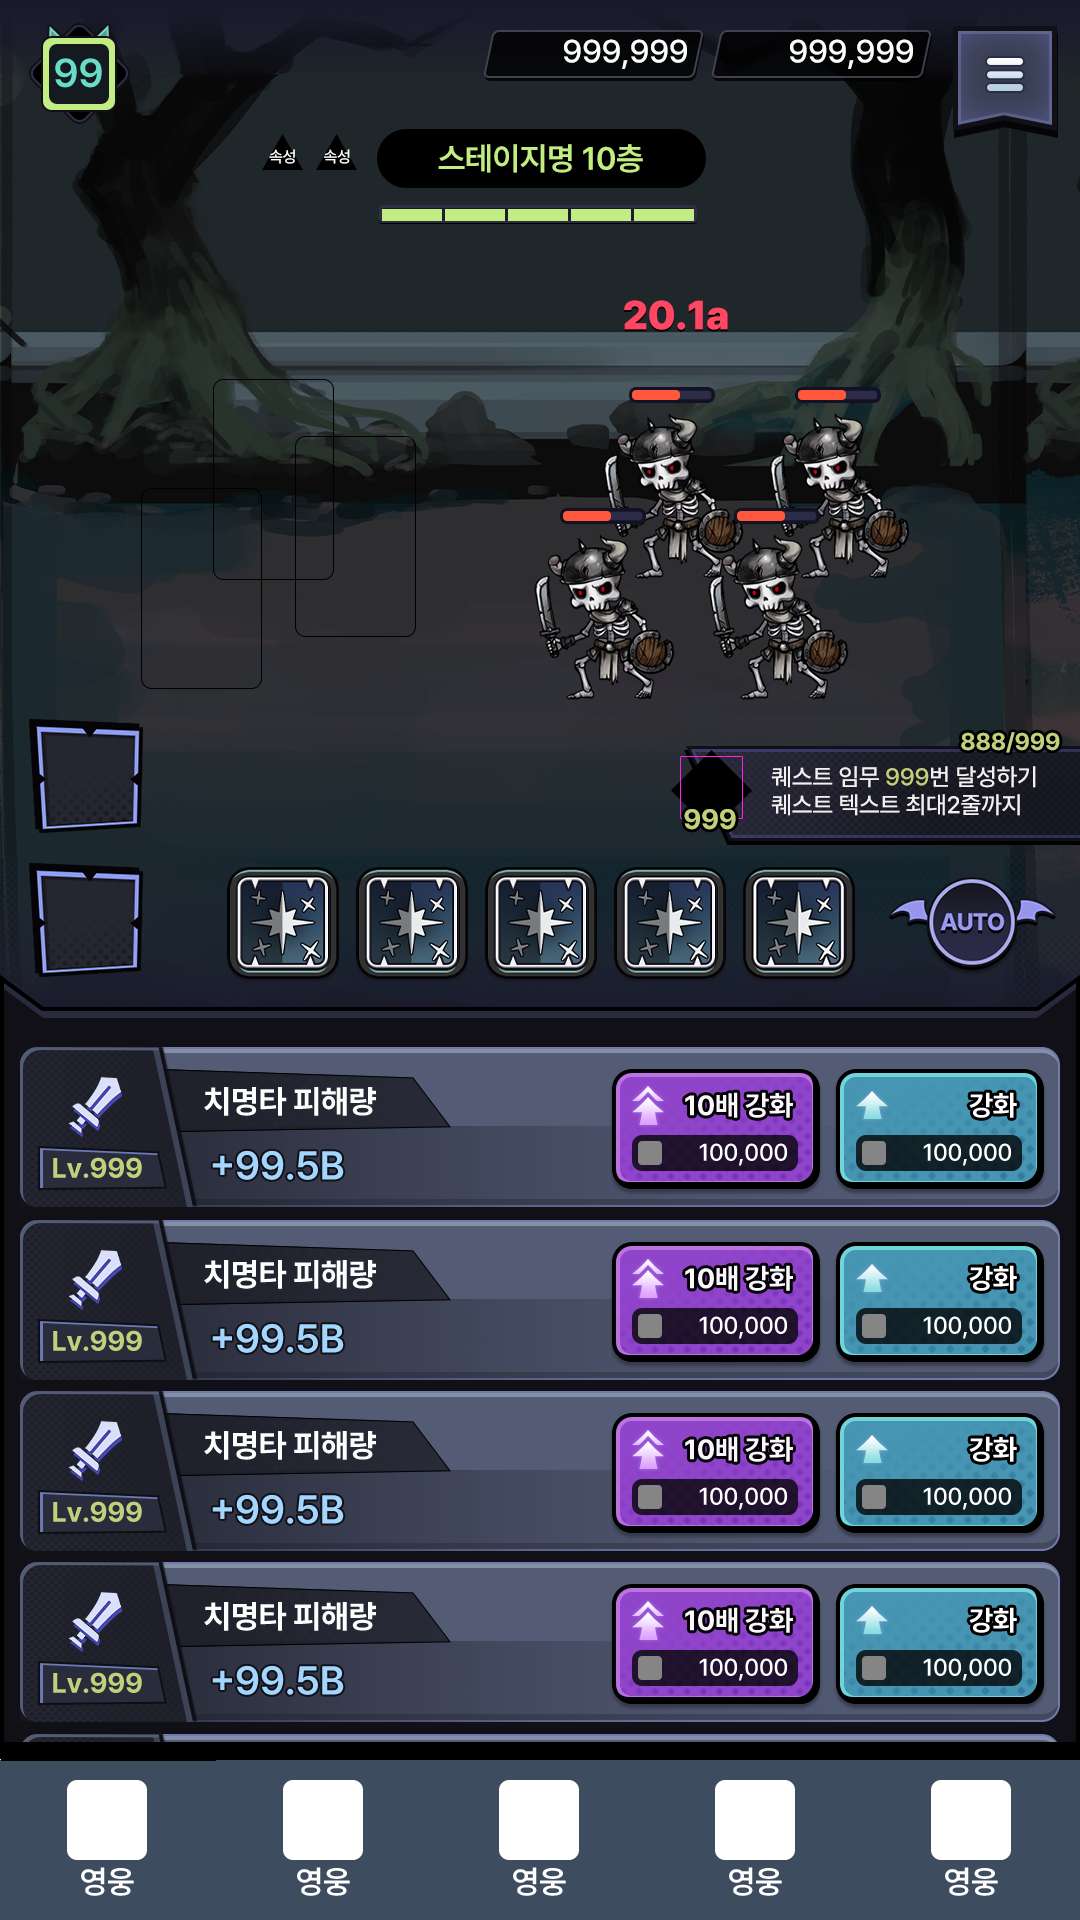 99
999,999
999,999
속성
속성
스테이지명 10층
20.1a
888/999
퀘스트 임무 999번 달성하기
퀘스트 텍스트 최대2줄까지
999
AUTO
치명타 피해량
Lv.999
+99.5B
10배 강화
100,000
강화
100,000
치명타 피해량
Lv.999
+99.5B
10배 강화
100,000
강화
100,000
치명타 피해량
Lv.999
+99.5B
10배 강화
100,000
강화
100,000
치명타 피해량
Lv.999
+99.5B
10배 강화
100,000
강화
100,000
영웅
영웅
영웅
영웅
영웅